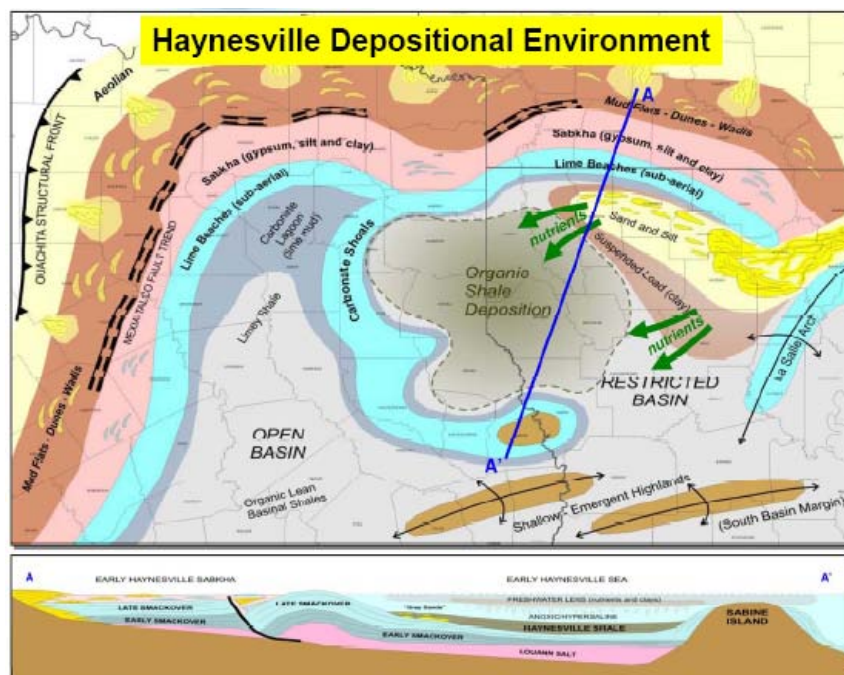 Haynesville Depositional Environment
Aeolian
OUACHITA STRUCTURAL FRONT
MEXIA-TALCO FAULT TREND
Mud Flats - Dunes - Wadis
Sabkha (gypsum, silt and clay)
Lime Beaches (sub-aerial)
Carbonate
Lagoon
(lime mud)
Carbonate Shoals
Limey Shale
A
Mud Flats - Dunes - Wadis
Sabkha (gypsum, silt and clay)
Lime Beaches (sub-aerial)
nutrients
Sand and Silt
Suspended-Load (clay)
Organic
Shale
Deposition
nutrients
RESTRICTED
BASIN
OPEN
BASIN
Organic Lean
Basinal Shales
A'
Shallow - Emergent Highlands
(South Basin Margin)
A
EARLY HAYNESVILLE SABKHA
EARLY HAYNESVILLE SEA
A'
LATE SMACKOVER
EARLY SMACKOVER
LATE SMACKOVER
"Gray Sands"
FRESHWATER LENS (nutrients and clays)
ANOXIC/HYPERSALINE
HAYNESVILLE SHALE
EARLY SMACKOVER
LOUANN SALT
SABINE
ISLAND